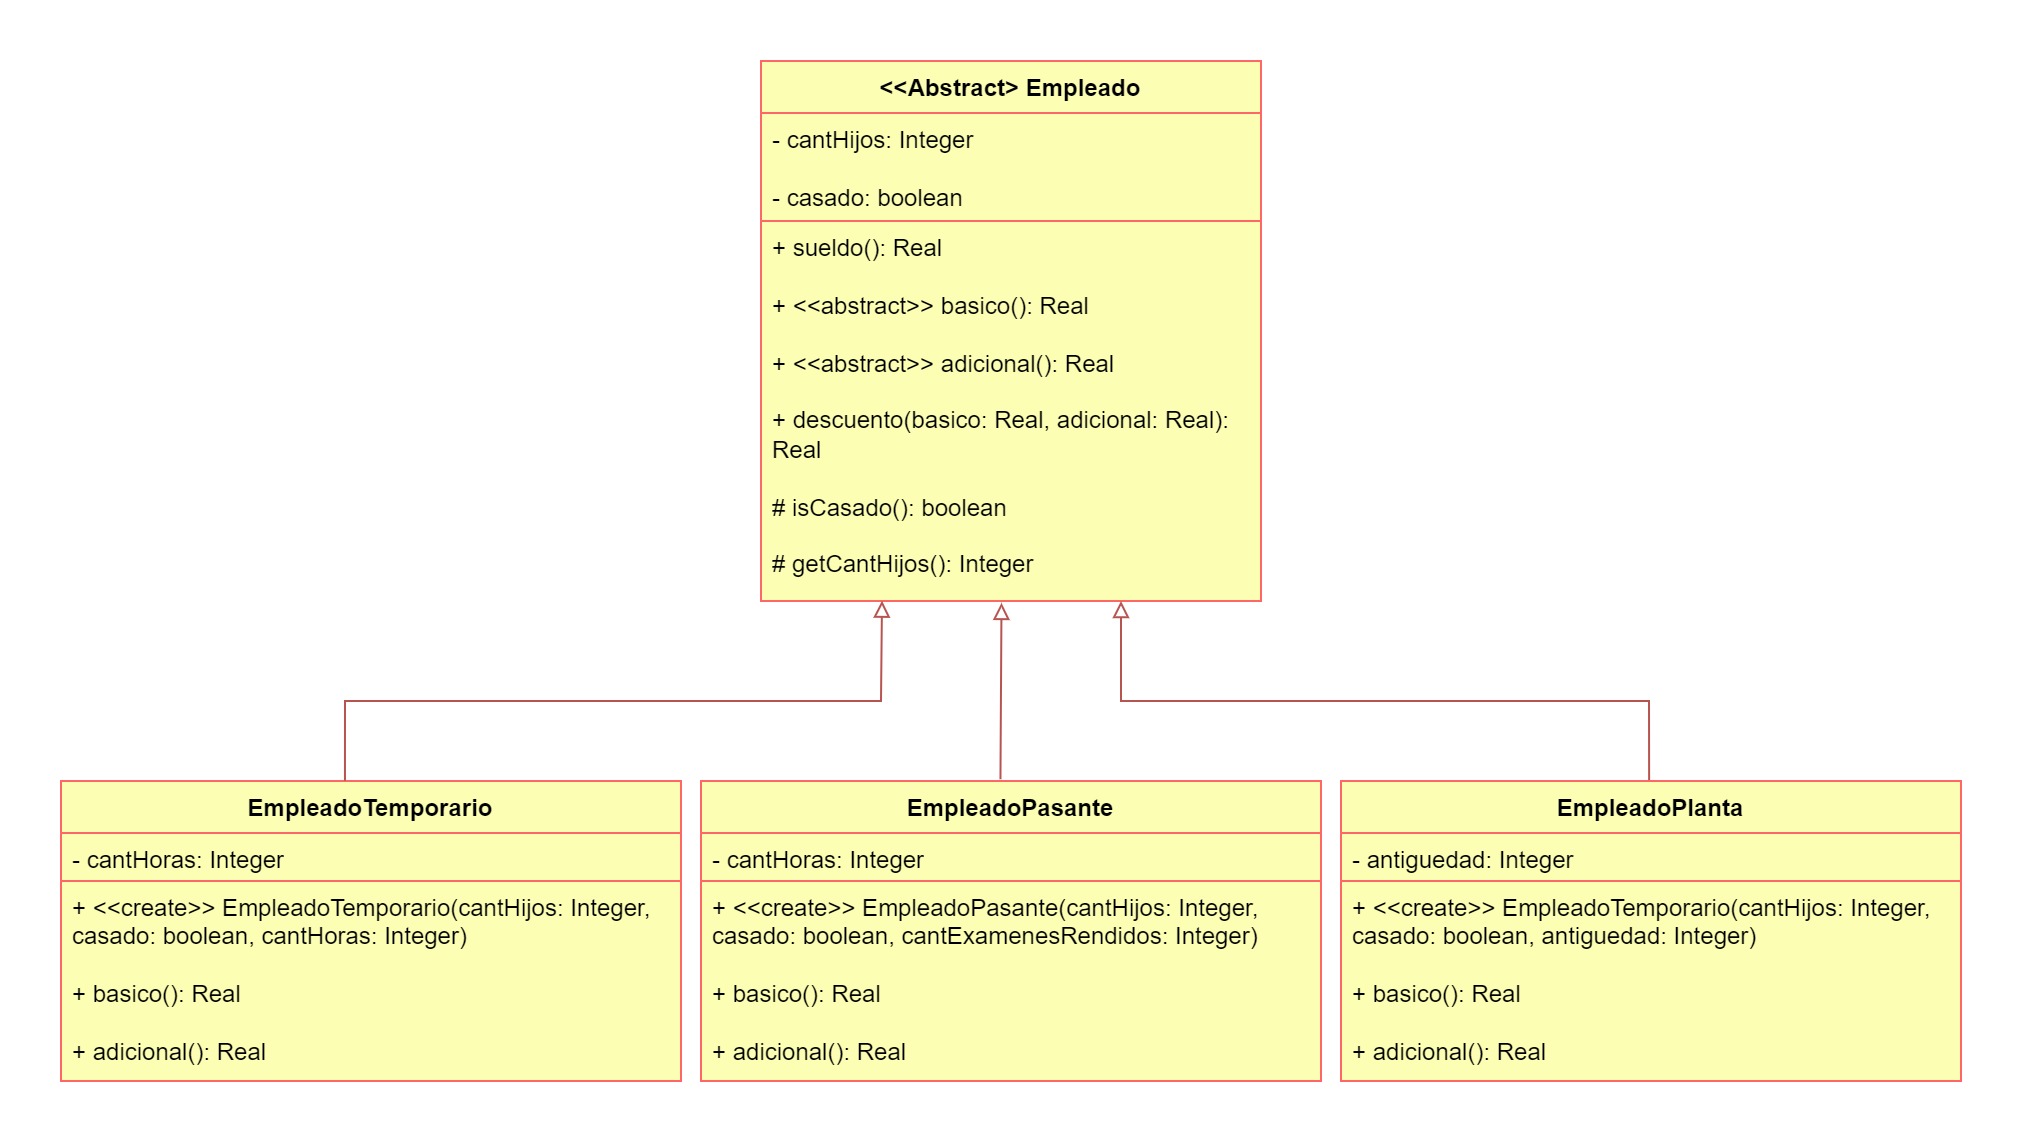 <<Abstract> Empleado
- cantHijos: Integer
- casado: boolean
+ sueldo(): Real
+ <<abstract>> basico(): Real
+ <<abstract>> adicional(): Real
+ descuento(basico: Real, adicional: Real):
Real
# isCasado(): boolean
# getCantHijos(): Integer
EmpleadoTemporario
- cantHoras: Integer
+ <<create>> EmpleadoTemporario(cantHijos: Integer,
casado: boolean, cantHoras: Integer)
+ basico(): Real
+ adicional(): Real
EmpleadoPasante
- cantHoras: Integer
+ <<create>> EmpleadoPasante(cantHijos: Integer,
casado: boolean, cantExamenesRendidos: Integer)
+ basico(): Real
+ adicional(): Real
EmpleadoPlanta
- antiguedad: Integer
+ <<create>> EmpleadoTemporario(cantHijos: Integer,
casado: boolean, antiguedad: Integer)
+ basico(): Real
+ adicional(): Real